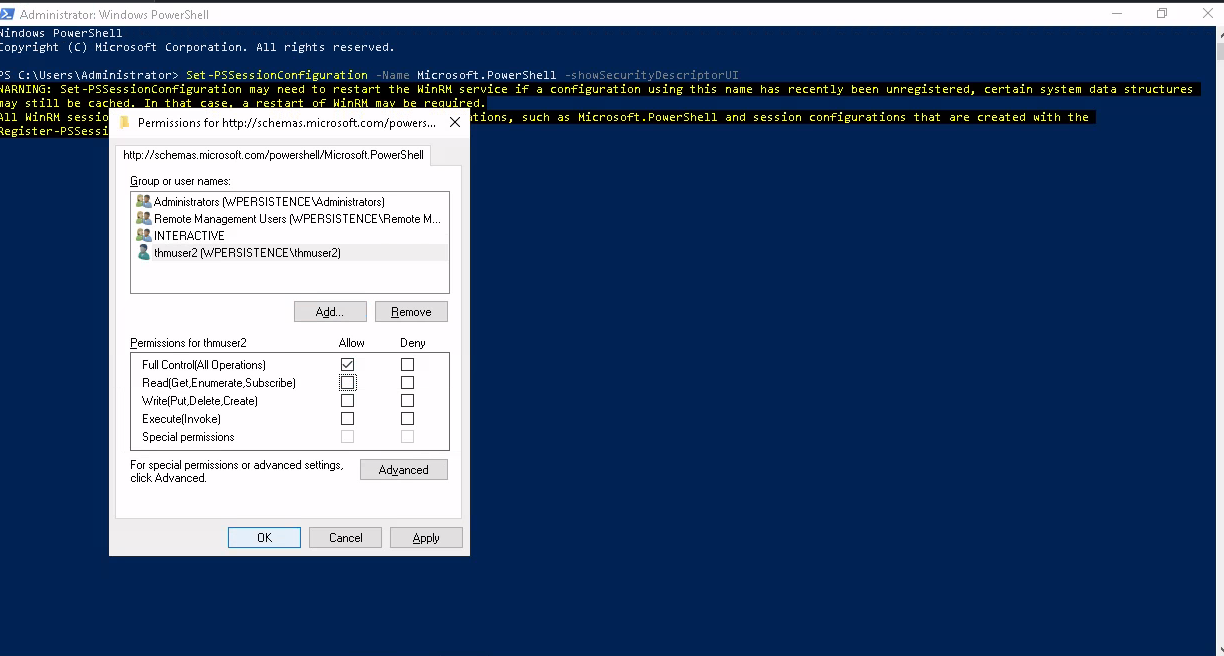 Administrator: Windows PowerShell
Windows PowerShell
Copyright (C) Microsoft Corporation. All rights reserved.
PS C:\Users\Administrator> Set-PSSessionConfiguration -Name Microsoft.PowerShell -showSecurityDescriptorUI
WARNING: Set-PSSessionConfiguration may need to restart the WinRM service if a configuration using this name has recently been unregistered, certain system data structures
may still be cached. In that case, a restart of WinRM may be required.
All WinRM sessio
tions, such as Microsoft.PowerShell and session configurations that are created with the
Register-PSSessi
Permissions for http://schemas.microsoft.com/powers...
http://schemas.microsoft.com/powershell/Microsoft.PowerShell
Group or user names:
Administrators (WPERSISTENCE\Administrators)
Remote Management Users (WPERSISTENCE\Remote M...
INTERACTIVE
thmuser2 (WPERSISTENCE\thmuser2)
Add...
Remove
Permissions for thmuser2 Allow Deny
Full Control(All Operations)
Read(Get,Enumerate,Subscribe)
Write(Put,Delete,Create)
Execute(Invoke)
Special permissions
For special permissions or advanced settings,
click Advanced.
Advanced
OK
Cancel
Apply